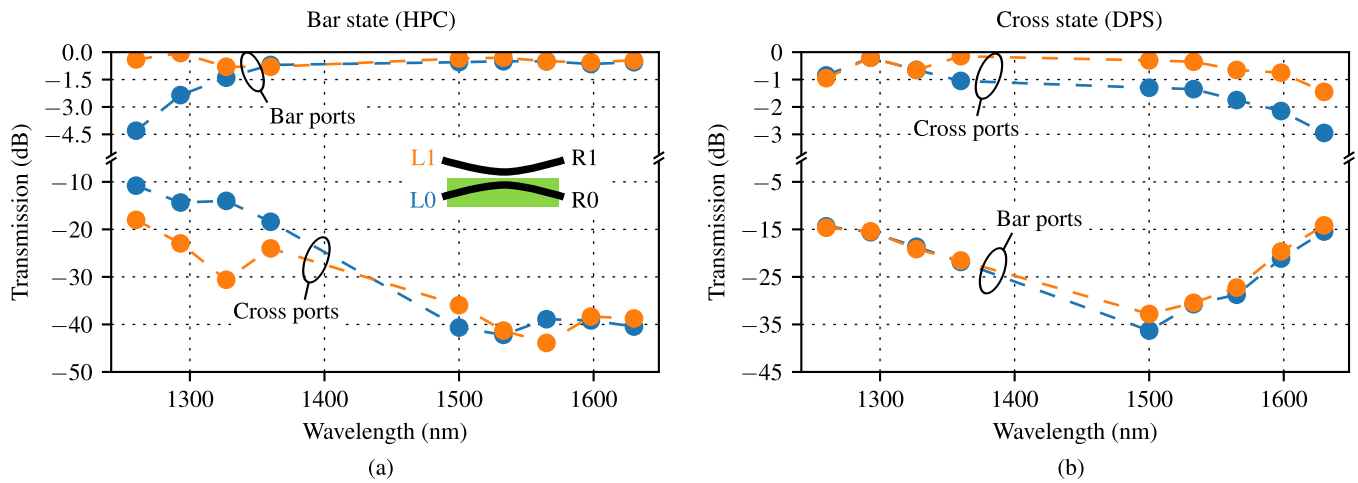 Bar state (HPC)
Transmission (dB)
0.0
−1.5
−3.0
−4.5
−10
−20
−30
−40
−50
Bar ports
L1
R1
L0
R0
Cross ports
1300
1400
1500
1600
Wavelength (nm)
(a)
Cross state (DPS)
Transmission (dB)
0
−1
−2
−3
−5
−15
−25
−35
−45
Cross ports
Bar ports
1300
1400
1500
1600
Wavelength (nm)
(b)